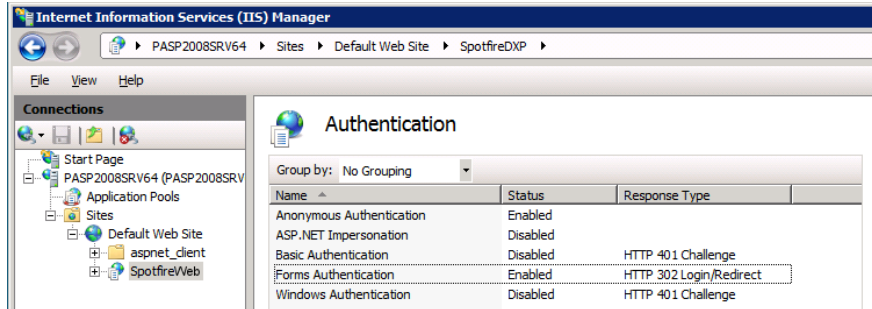 Internet Information Services (IIS) Manager
PASP2008SRV64 Sites Default Web Site SpotfireDXP
File View Help
Connections
Start Page
PASP2008SRV64 (PASP2008SRV
Application Pools
Sites
Default Web Site
aspnet_client
SpotfireWeb
Authentication
Group by: No Grouping
Name Status Response Type
Anonymous Authentication Enabled
ASP.NET Impersonation Disabled
Basic Authentication Disabled HTTP 401 Challenge
Forms Authentication Enabled HTTP 302 Login/Redirect
Windows Authentication Disabled HTTP 401 Challenge